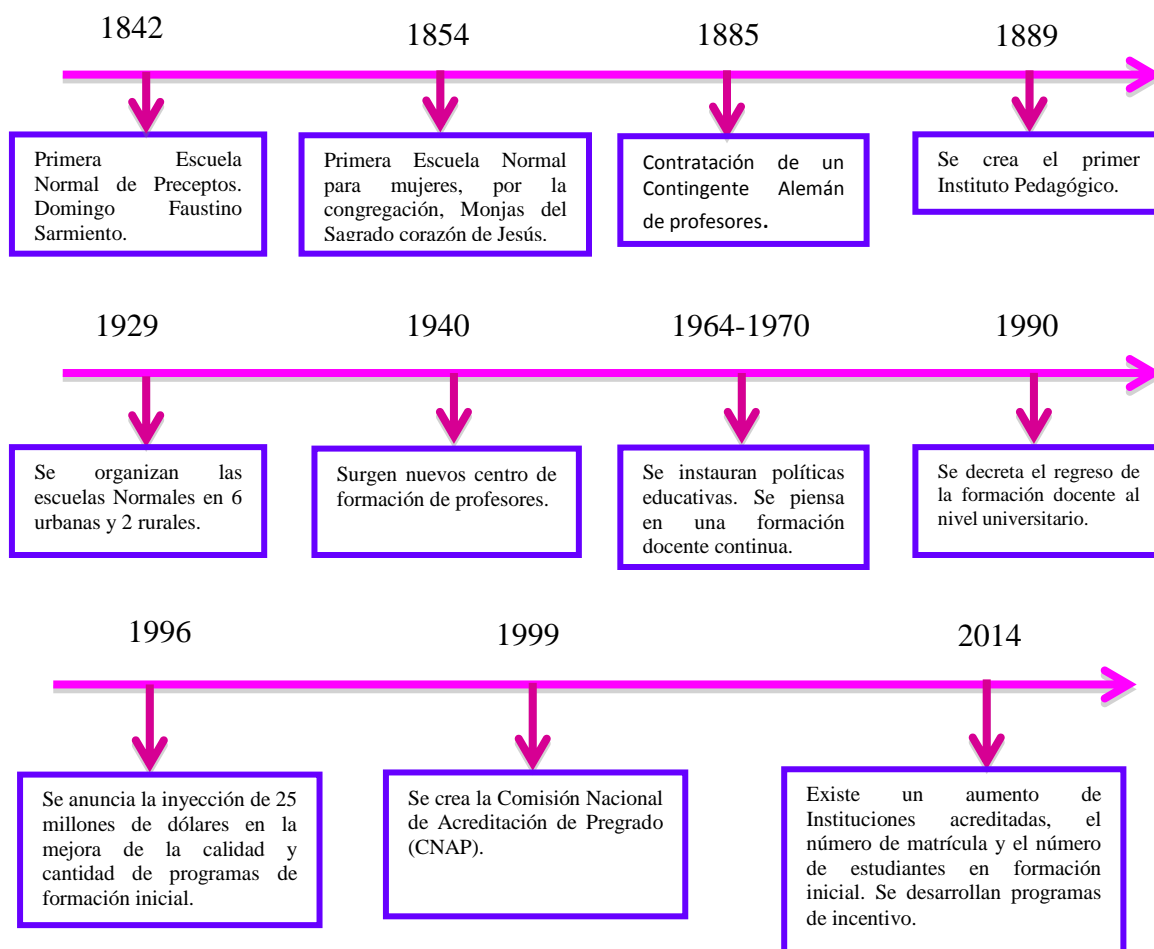 1842
1854
1885
1889
Primera Escuela
Normal de Preceptos.
Domingo Faustino
Sarmiento.
Primera Escuela Normal
para mujeres, por la
congregación, Monjas del
Sagrado corazón de Jesús.
Contratación de un
Contingente Alemán
de profesores.
Se crea el primer
Instituto Pedagógico.
1929
1940
1964-1970
1990
Se organizan las
escuelas Normales en 6
urbanas y 2 rurales.
Surgen nuevos centro de
formación de profesores.
Se instauran políticas
educativas. Se piensa
en una formación
docente continua.
Se decreta el regreso de
la formación docente al
nivel universitario.
1996
1999
2014
Se anuncia la inyección de 25
millones de dólares en la
mejora de la calidad y
cantidad de programas de
formación inicial.
Se crea la Comisión Nacional
de Acreditación de Pregrado
(CNAP).
Existe un aumento de
Instituciones acreditadas, el
número de matrícula y el número
de estudiantes en formación
inicial. Se desarrollan programas
de incentivo.